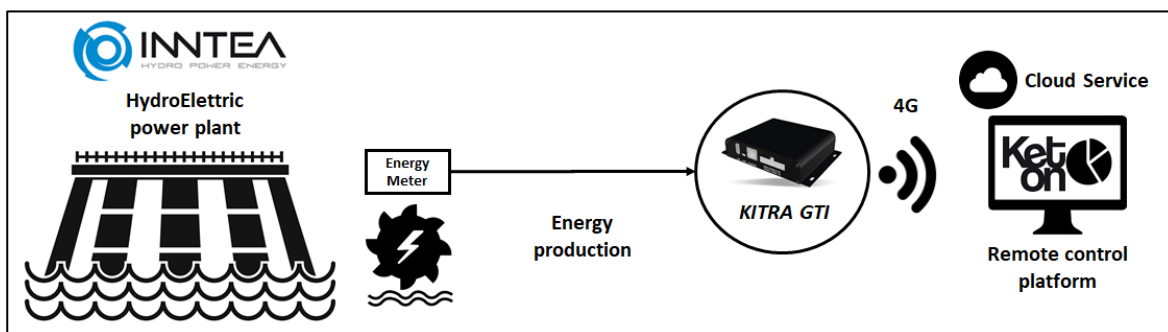 INNTEA
HYDRO POWER ENERGY
HydroElettric
power plant
Energy
Meter
Energy
production
KITRA GTI
4G
Cloud Service
Ket
on
Remote control
platform